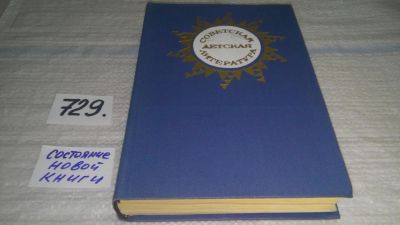 СОВЕТСКАЯ
ДЕТСКАЯ
ЛИТЕРАТУРА
729.
СОСТОЯНИЕ
НОВОЙ
КНИГИ